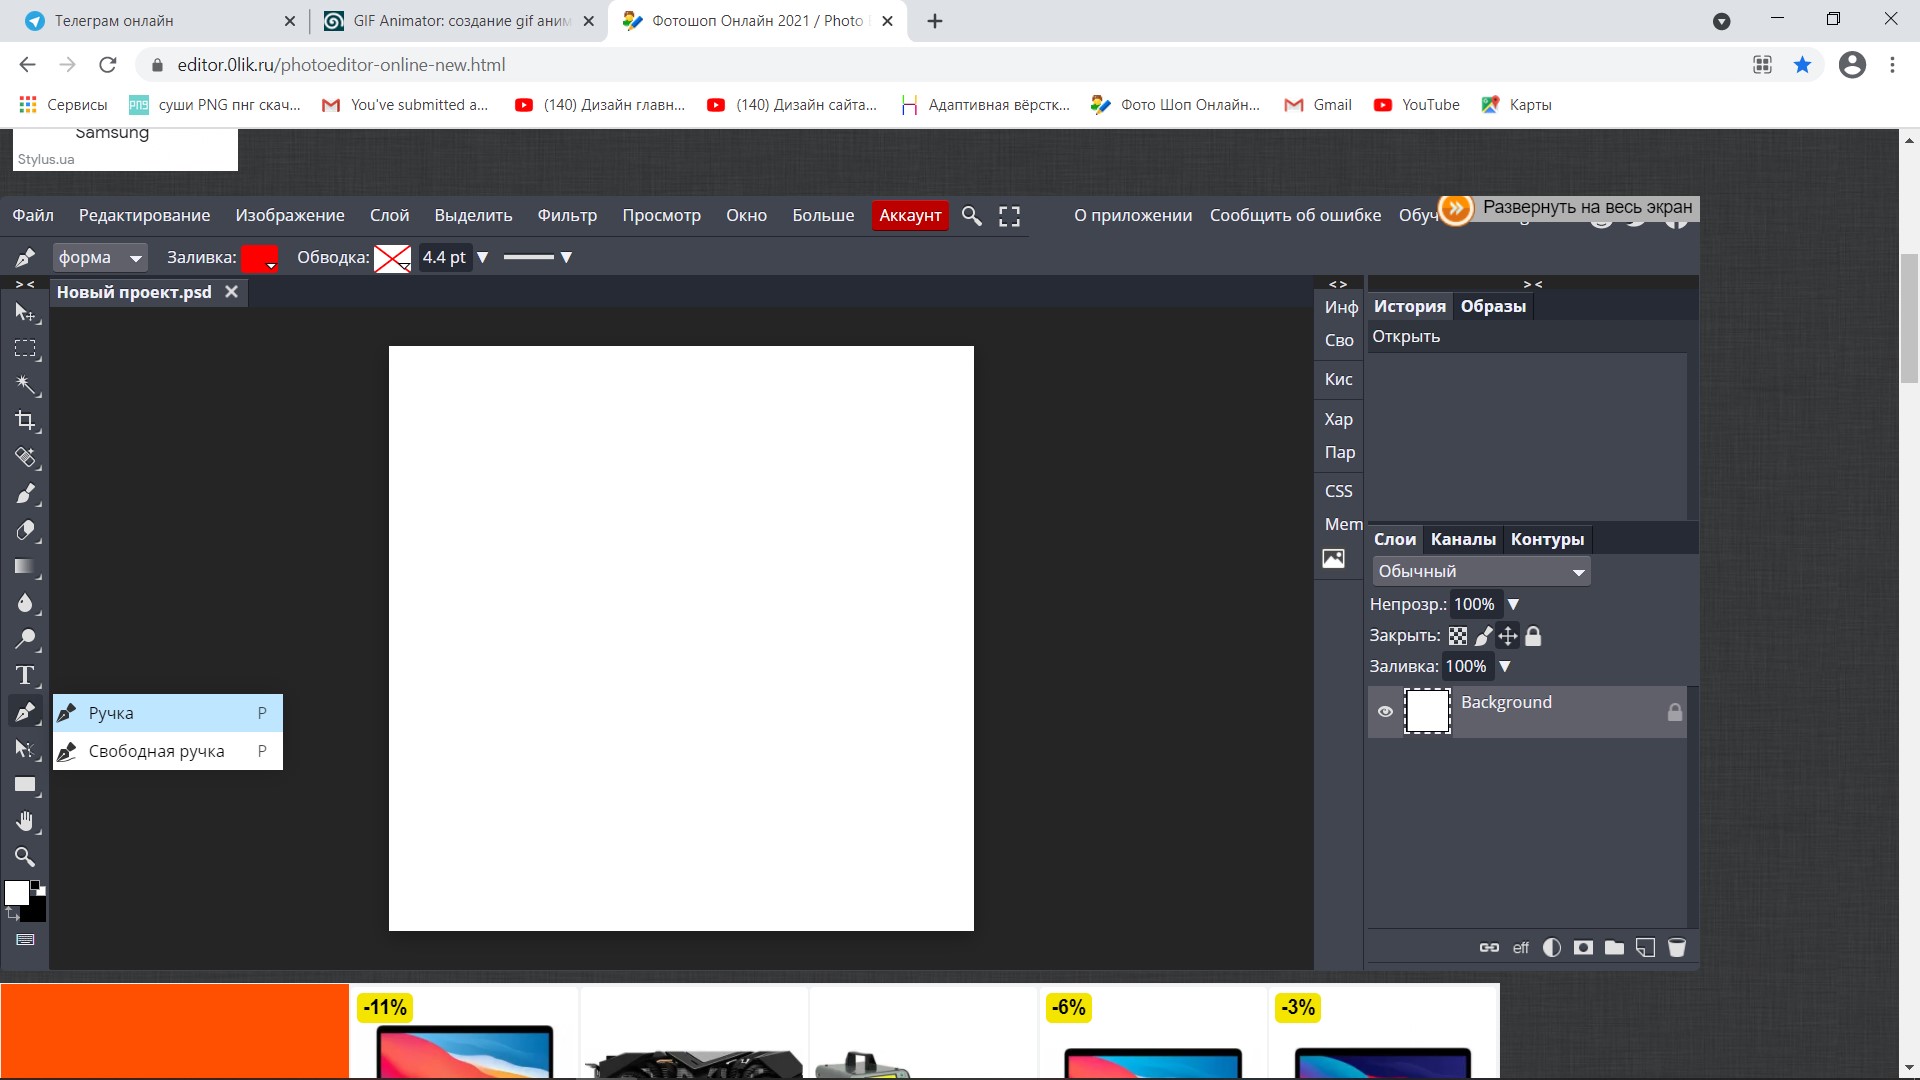 Телеграм онлайн
GIF Animator: создание gif аним
Фотошоп Онлайн 2021 / Photo
editor.0lik.ru/photoeditor-online-new.html
Сервисы
суши PNG пнг скач...
You've submitted a...
(140) Дизайн главн...
(140) Дизайн сайта...
Адаптивная вёрстк...
Фото Шоп Онлайн...
Gmail
YouTube
Карты
Samsung
Stylus.ua
Файл Редактирование Изображение Слой Выделить Фильтр Просмотр Окно Больше Аккаунт
О приложении Сообщить об ошибке Обуч
Развернуть на весь экран
форма Заливка: Обводка: 4.4 pt
Новый проект.psd
Инф
Сво
Кис
Хар
Пар
CSS
Mem
История Образы
Открыть
Слои Каналы Контуры
Обычный
Непрозр.: 100%
Закрыть:
Заливка: 100%
Background
eff
Ручка P
Свободная ручка P
-11%
-6%
-3%